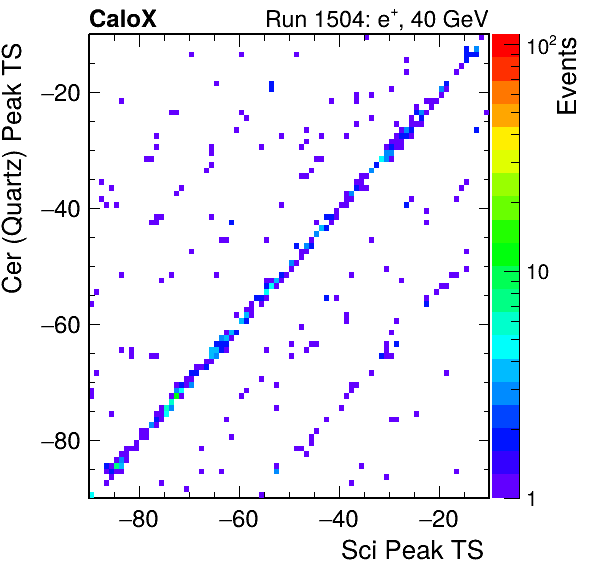 CaloX Run 1504: e⁺, 40 GeV
Cer (Quartz) Peak TS
−20
−40
−60
−80
−80 −60 −40 −20
Sci Peak TS
10²
10
1
Events